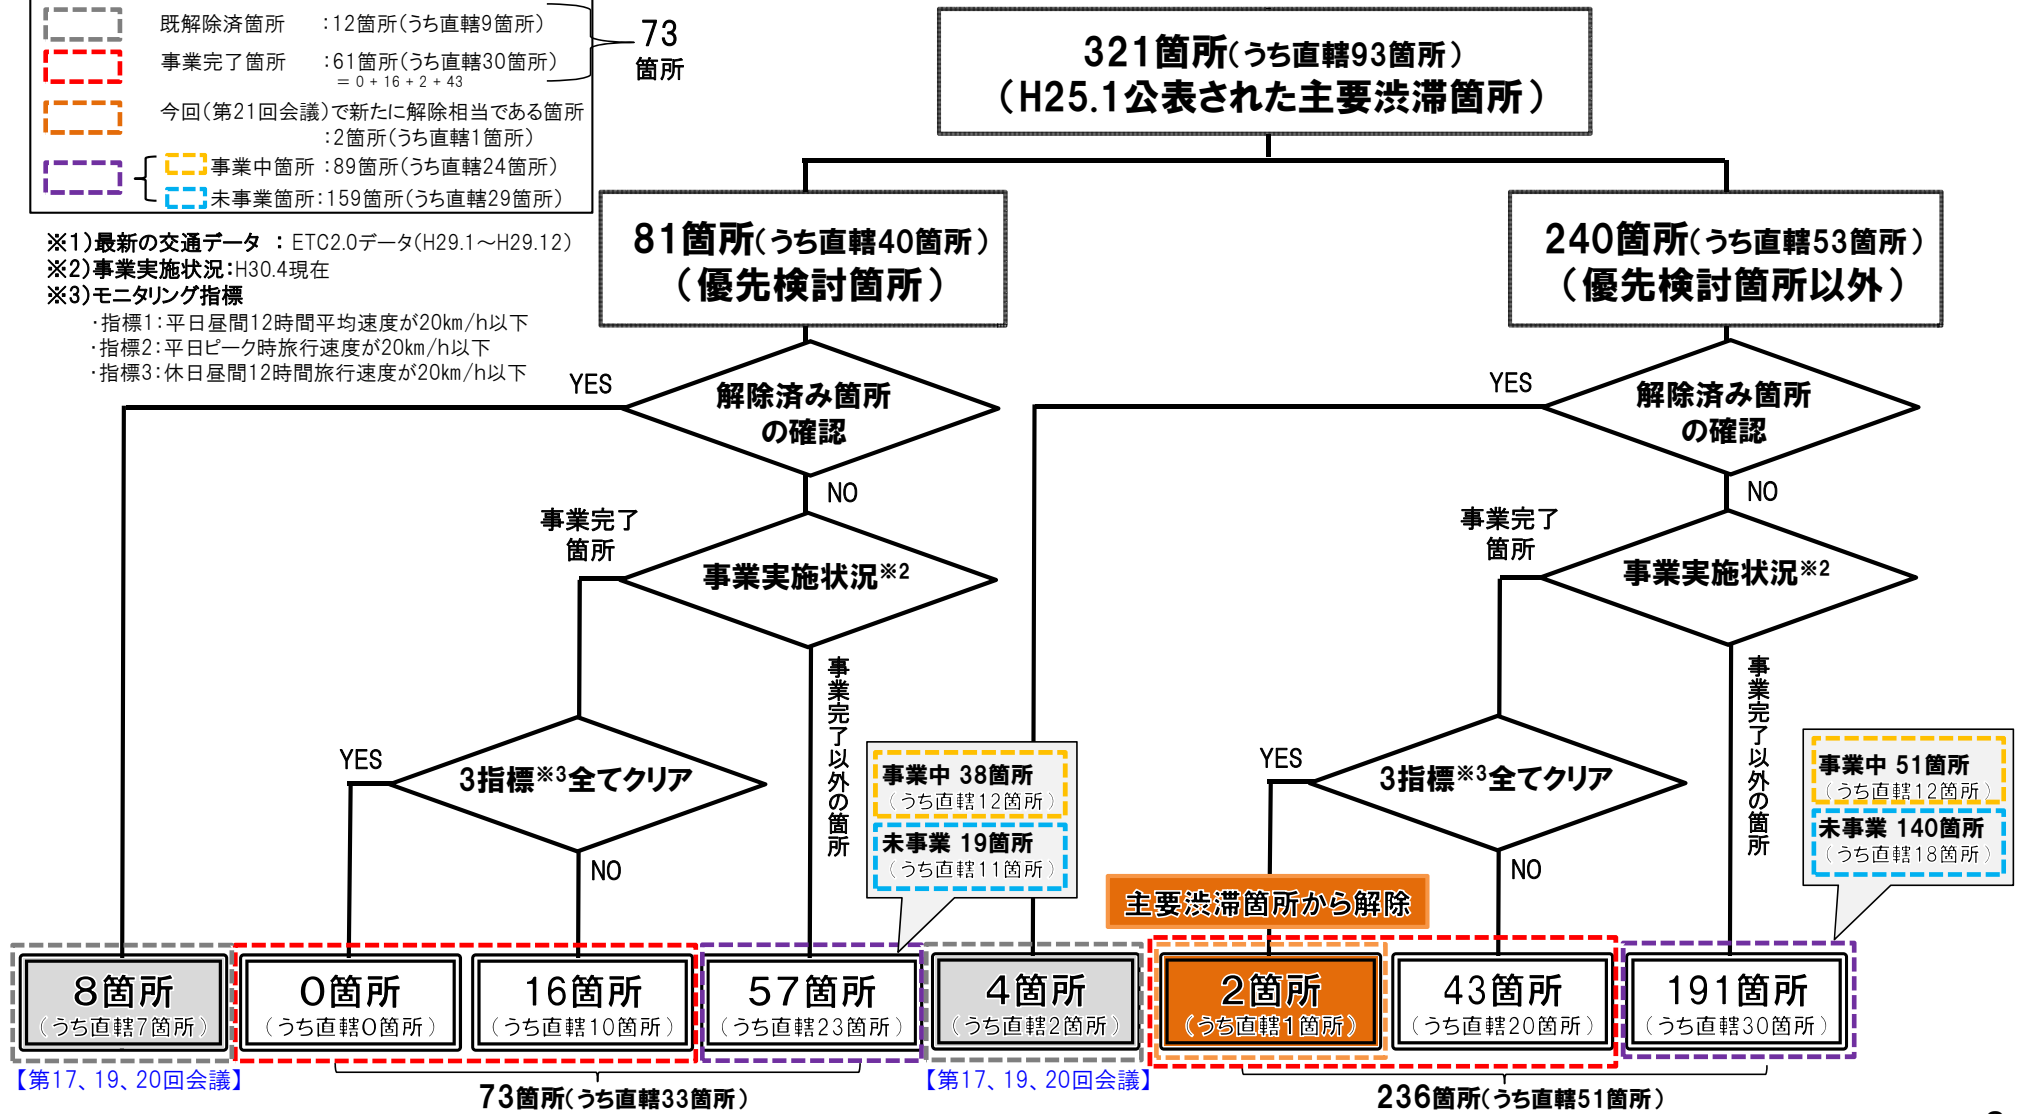 既解除済箇所 :12箇所(うち直轄9箇所)
事業完了箇所 :61箇所(うち直轄30箇所)
= 0 + 16 + 2 + 43
73
箇所
今回(第21回会議)で新たに解除相当である箇所
:2箇所(うち直轄1箇所)
事業中箇所 :89箇所(うち直轄24箇所)
未事業箇所:159箇所(うち直轄29箇所)
※1)最新の交通データ : ETC2.0データ(H29.1～H29.12)
※2)事業実施状況:H30.4現在
※3)モニタリング指標
・指標1:平日昼間12時間平均速度が20km/h以下
・指標2:平日ピーク時旅行速度が20km/h以下
・指標3:休日昼間12時間旅行速度が20km/h以下
321箇所(うち直轄93箇所)
(H25.1公表された主要渋滞箇所)
81箇所(うち直轄40箇所)
(優先検討箇所)
240箇所(うち直轄53箇所)
(優先検討箇所以外)
YES
解除済み箇所
の確認
NO
事業完了
箇所
事業実施状況※2
事業完了以外の箇所
YES
3指標※3全てクリア
NO
事業中 38箇所
(うち直轄12箇所)
未事業 19箇所
(うち直轄11箇所)
YES
解除済み箇所
の確認
NO
事業完了
箇所
事業実施状況※2
事業完了以外の箇所
YES
3指標※3全てクリア
NO
事業中 51箇所
(うち直轄12箇所)
未事業 140箇所
(うち直轄18箇所)
主要渋滞箇所から解除
8箇所
(うち直轄7箇所)
0箇所
(うち直轄0箇所)
16箇所
(うち直轄10箇所)
57箇所
(うち直轄23箇所)
4箇所
(うち直轄2箇所)
2箇所
(うち直轄1箇所)
43箇所
(うち直轄20箇所)
191箇所
(うち直轄30箇所)
【第17、19、20回会議】
73箇所(うち直轄33箇所)
【第17、19、20回会議】
236箇所(うち直轄51箇所)